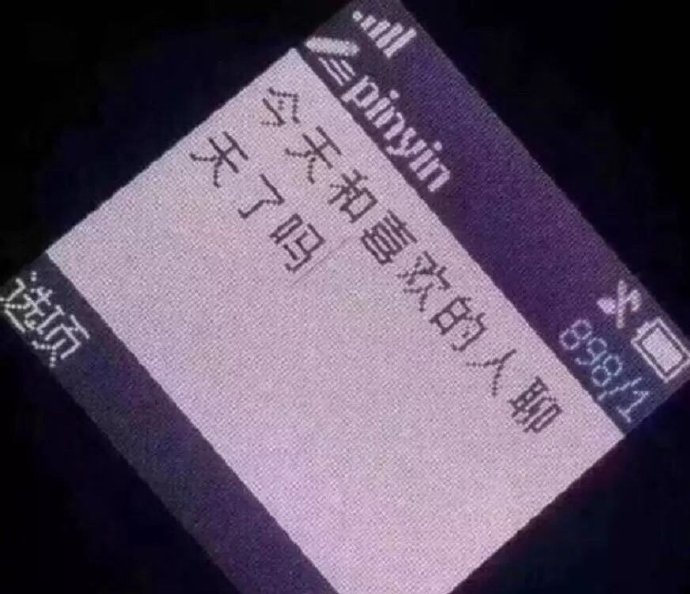 pinyin
898/1
今天和喜欢的人聊
天了吗
选项